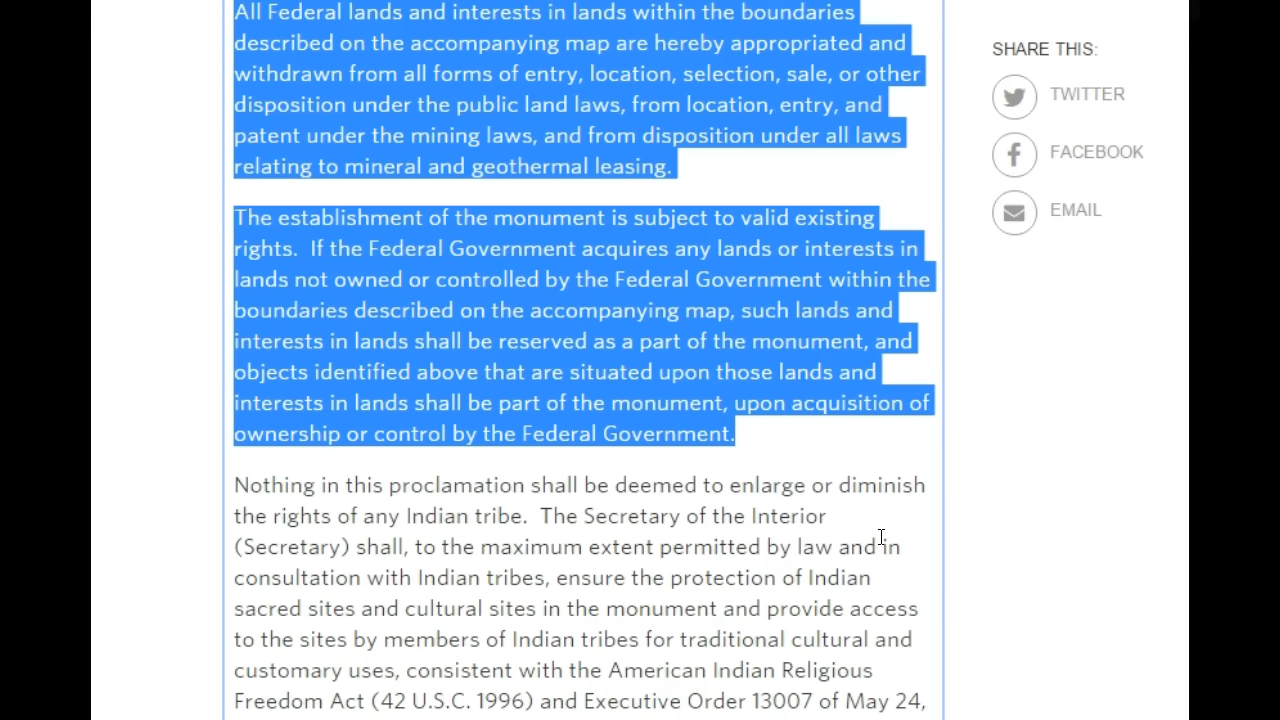 All Federal lands and interests in lands within the boundaries
described on the accompanying map are hereby appropriated and
withdrawn from all forms of entry, location, selection, sale, or other
disposition under the public land laws, from location, entry, and
patent under the mining laws, and from disposition under all laws
relating to mineral and geothermal leasing.
The establishment of the monument is subject to valid existing
rights.  If the Federal Government acquires any lands or interests in
lands not owned or controlled by the Federal Government within the
boundaries described on the accompanying map, such lands and
interests in lands shall be reserved as a part of the monument, and
objects identified above that are situated upon those lands and
interests in lands shall be part of the monument, upon acquisition of
ownership or control by the Federal Government.
Nothing in this proclamation shall be deemed to enlarge or diminish
the rights of any Indian tribe.  The Secretary of the Interior
(Secretary) shall, to the maximum extent permitted by law and in
consultation with Indian tribes, ensure the protection of Indian
sacred sites and cultural sites in the monument and provide access
to the sites by members of Indian tribes for traditional cultural and
customary uses, consistent with the American Indian Religious
Freedom Act (42 U.S.C. 1996) and Executive Order 13007 of May 24,
SHARE THIS:
TWITTER
FACEBOOK
EMAIL